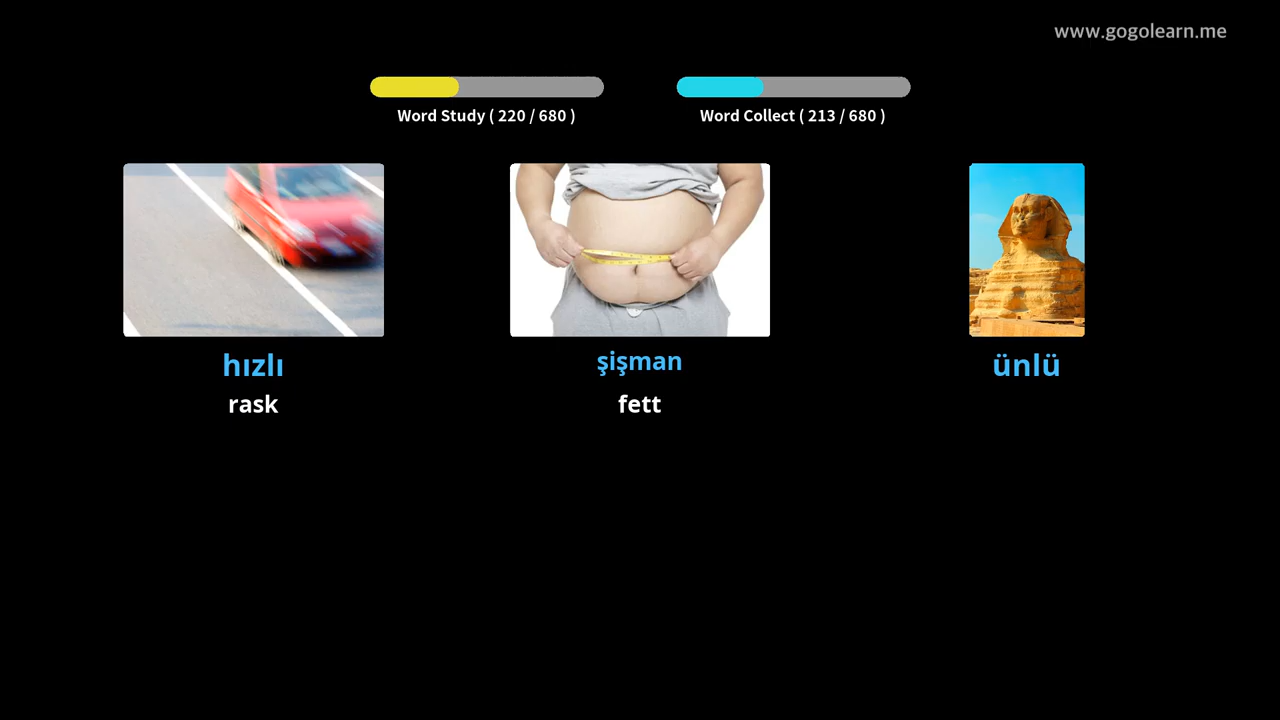 www.gogolearn.me
Word Study ( 220 / 680 )
Word Collect ( 213 / 680 )
hızlı
rask
şişman
fett
ünlü